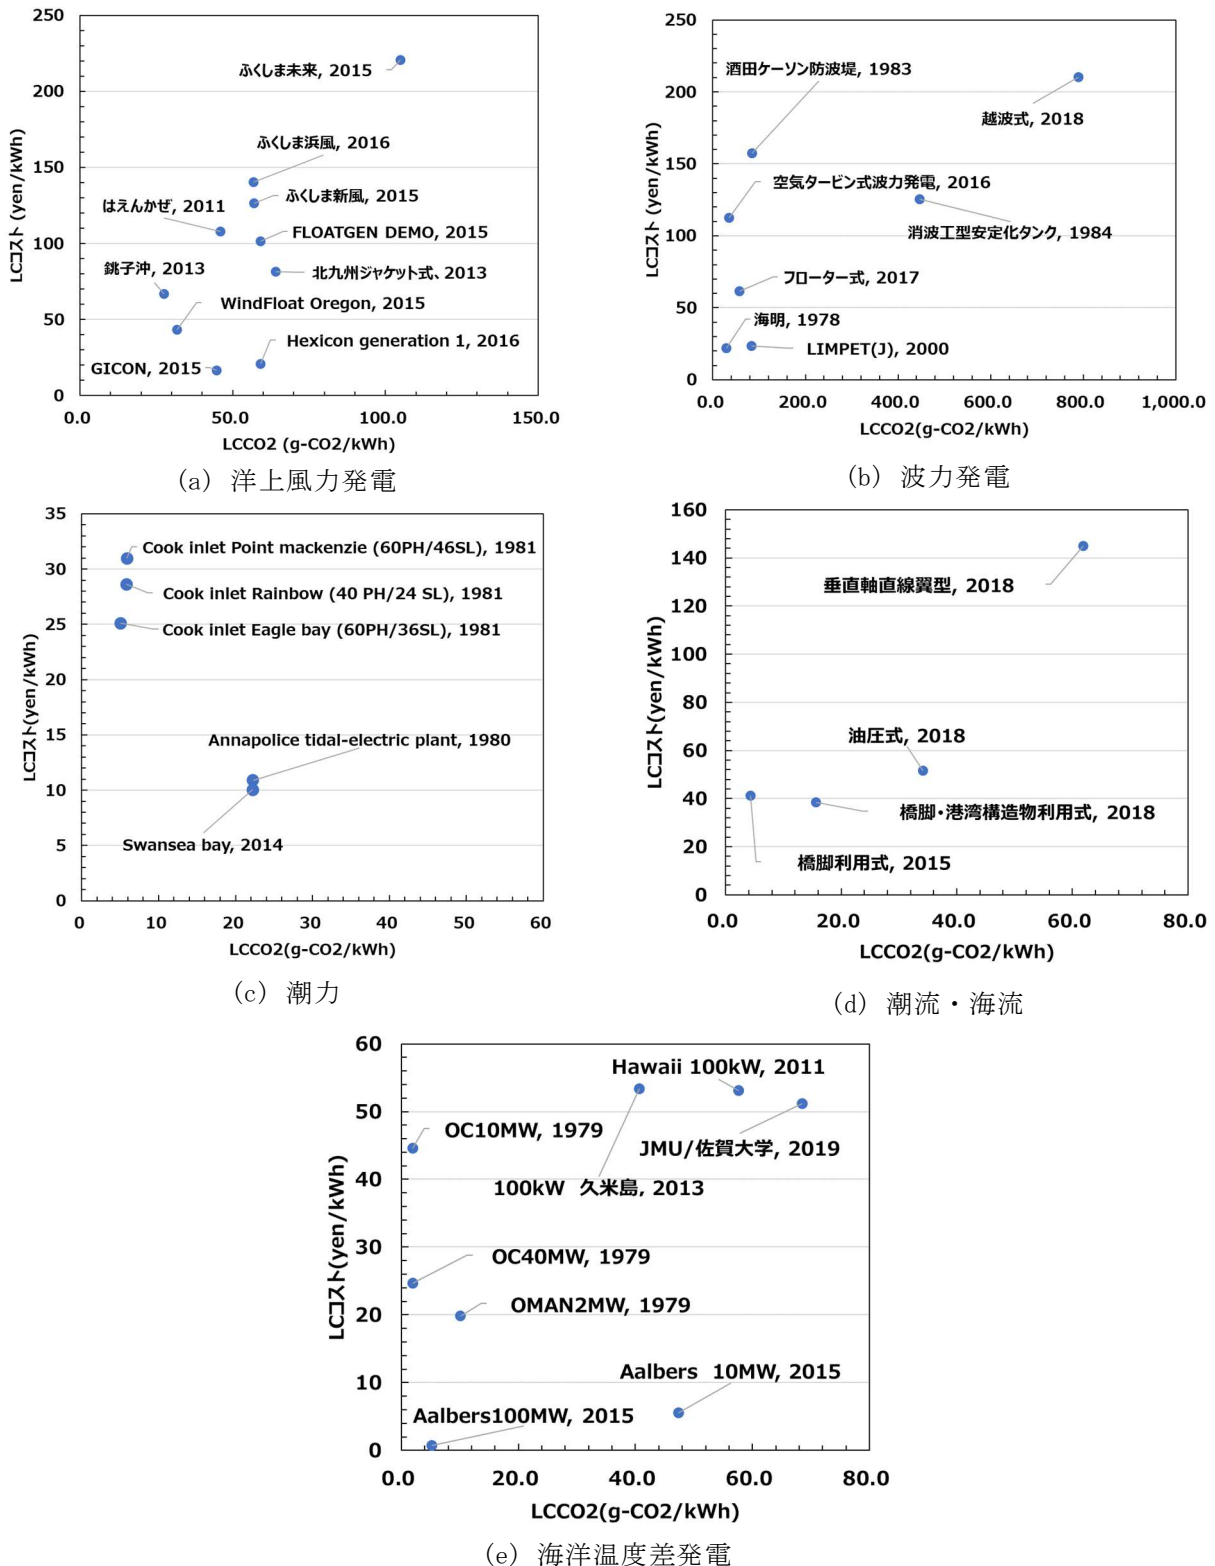 250
200
150
100
50
0
LCコスト (yen/kWh)
ふくしま未来, 2015
ふくしま浜風, 2016
ふくしま新風, 2015
はえんかぜ, 2011
FLOATGEN DEMO, 2015
銚子沖, 2013
北九州ジャケット式、2013
WindFloat Oregon, 2015
Hexicon generation 1, 2016
GICON, 2015
0.0 50.0 100.0 150.0
LCCO2 (g-CO2/kWh)
(a) 洋上風力発電
250
200
150
100
50
0
LCコスト (yen/kWh)
酒田ケーソン防波堤, 1983
越波式, 2018
空気タービン式波力発電, 2016
消波工型安定化タンク, 1984
フローター式, 2017
海明, 1978
LIMPET(J), 2000
0.0 200.0 400.0 600.0 800.0 1,000.0
LCCO2(g-CO2/kWh)
(b) 波力発電
35
30
25
20
15
10
5
0
LCコスト(yen/kWh)
Cook inlet Point mackenzie (60PH/46SL), 1981
Cook inlet Rainbow (40 PH/24 SL), 1981
Cook inlet Eagle bay (60PH/36SL), 1981
Annapolice tidal-electric plant, 1980
Swansea bay, 2014
0 10 20 30 40 50 60
LCCO2(g-CO2/kWh)
(c) 潮力
160
140
120
100
80
60
40
20
0
LCコスト(yen/kWh)
垂直軸直線翼型, 2018
油圧式, 2018
橋脚・港湾構造物利用式, 2018
橋脚利用式, 2015
0.0 20.0 40.0 60.0 80.0
LCCO2(g-CO2/kWh)
(d) 潮流・海流
60
50
40
30
20
10
0
LCコスト(yen/kWh)
Hawaii 100kW, 2011
OC10MW, 1979
JMU/佐賀大学, 2019
100kW 久米島, 2013
OC40MW, 1979
OMAN2MW, 1979
Aalbers 10MW, 2015
Aalbers100MW, 2015
0.0 20.0 40.0 60.0 80.0
LCCO2(g-CO2/kWh)
(e) 海洋温度差発電